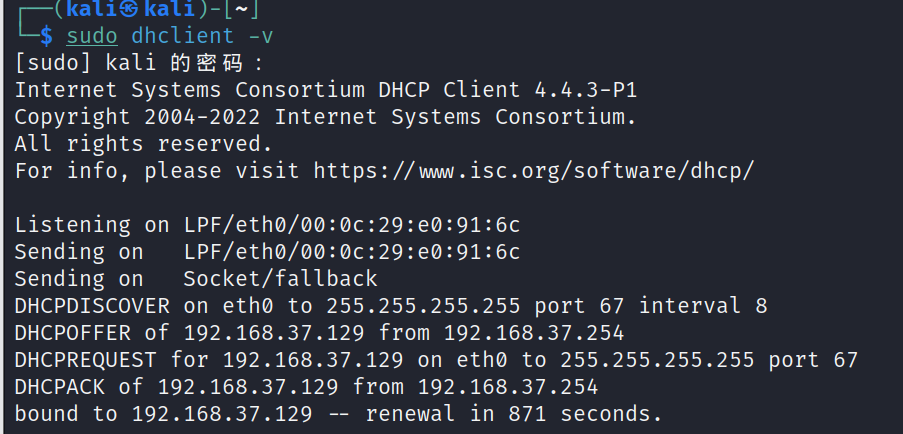 ┌──(kali㉿kali)-[~]
└─$ sudo dhclient -v
[sudo] kali 的密码：
Internet Systems Consortium DHCP Client 4.4.3-P1
Copyright 2004-2022 Internet Systems Consortium.
All rights reserved.
For info, please visit https://www.isc.org/software/dhcp/
Listening on LPF/eth0/00:0c:29:e0:91:6c
Sending on   LPF/eth0/00:0c:29:e0:91:6c
Sending on   Socket/fallback
DHCPDISCOVER on eth0 to 255.255.255.255 port 67 interval 8
DHCPOFFER of 192.168.37.129 from 192.168.37.254
DHCPREQUEST for 192.168.37.129 on eth0 to 255.255.255.255 port 67
DHCPACK of 192.168.37.129 from 192.168.37.254
bound to 192.168.37.129 -- renewal in 871 seconds.